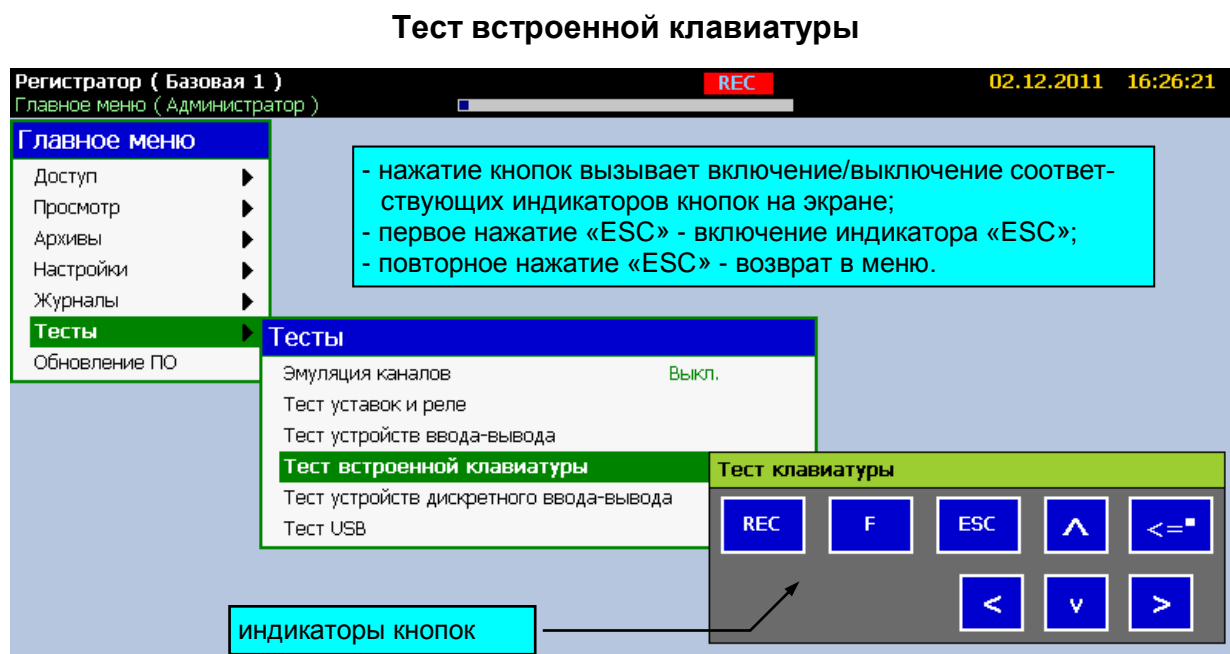 Тест встроенной клавиатуры
Регистратор ( Базовая 1 )
REC
02.12.2011 16:26:21
Главное меню ( Администратор )
Главное меню
Доступ
Просмотр
Архивы
Настройки
Журналы
Тесты
Обновление ПО
- нажатие кнопок вызывает включение/выключение соответ-
ствующих индикаторов кнопок на экране;
- первое нажатие «ESC» - включение индикатора «ESC»;
- повторное нажатие «ESC» - возврат в меню.
Тесты
Эмуляция каналов Выкл.
Тест уставок и реле
Тест устройств ввода-вывода
Тест встроенной клавиатуры
Тест устройств дискретного ввода-вывода
Тест USB
Тест клавиатуры
REC F ESC ^ <=▪
< v >
индикаторы кнопок